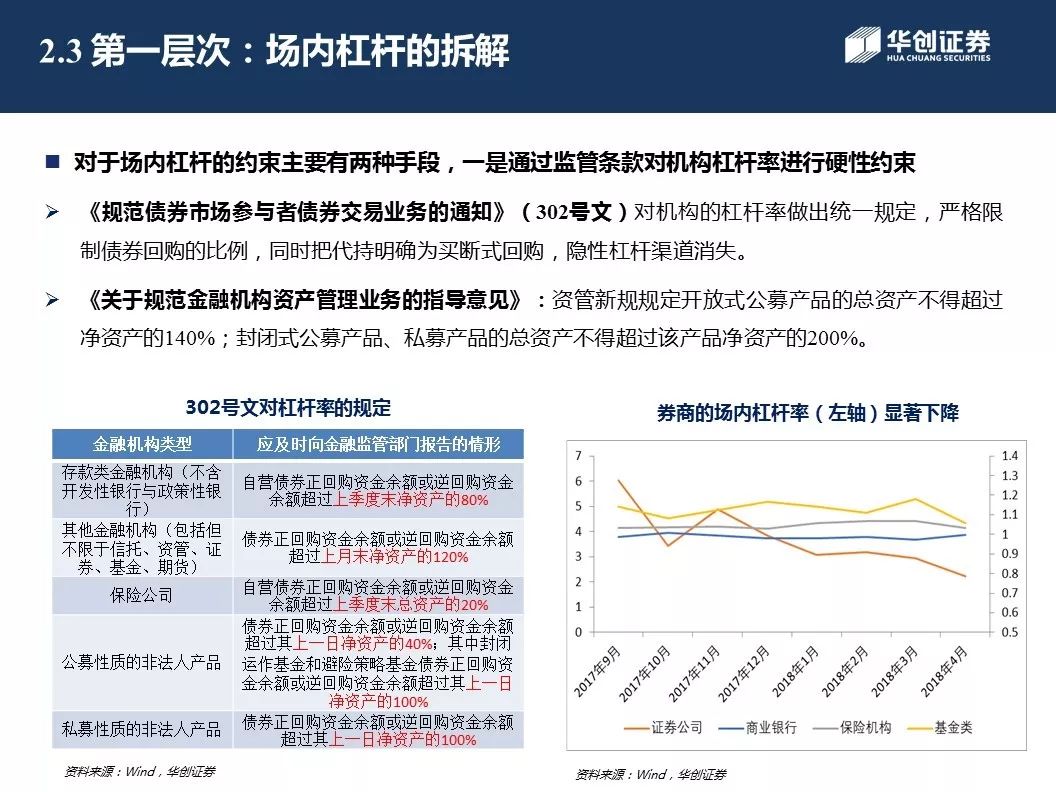 2.3 第一层次：场内杠杆的拆解
华创证券
HUA CHUANG SECURITIES
对于场内杠杆的约束主要有两种手段，一是通过监管条款对机构杠杆率进行硬性约束
《规范债券市场参与者债券交易业务的通知》（302号文）对机构的杠杆率做出统一规定，严格限
制债券回购的比例，同时把代持明确为买断式回购，隐性杠杆渠道消失。
《关于规范金融机构资产管理业务的指导意见》：资管新规规定开放式公募产品的总资产不得超过
净资产的140%；封闭式公募产品、私募产品的总资产不得超过该产品净资产的200%。
302号文对杠杆率的规定
金融机构类型
应及时向金融监管部门报告的情形
存款类金融机构（不含
开发性银行与政策性银
行）
自营债券正回购资金余额或逆回购资金
余额超过上季度末净资产的80%
其他金融机构（包括但
不限于信托、资管、证
券、基金、期货）
债券正回购资金余额或逆回购资金余额
超过上月末净资产的120%
保险公司
自营债券正回购资金余额或逆回购资金
余额超过上季度末总资产的20%
公募性质的非法人产品
债券正回购资金余额或逆回购资金余额
超过其上一日净资产的40%；其中封闭
运作基金和避险策略基金债券正回购资
金余额或逆回购资金余额超过其上一日
净资产的100%
私募性质的非法人产品
债券正回购资金余额或逆回购资金余额
超过其上一日净资产的100%
资料来源：Wind，华创证券
券商的场内杠杆率（左轴）显著下降
7
6
5
4
3
2
1
0
1.4
1.3
1.2
1.1
1
0.9
0.8
0.7
0.6
0.5
2017年9月
2017年10月
2017年11月
2017年12月
2018年1月
2018年2月
2018年3月
2018年4月
证券公司
商业银行
保险机构
基金类
资料来源：Wind，华创证券